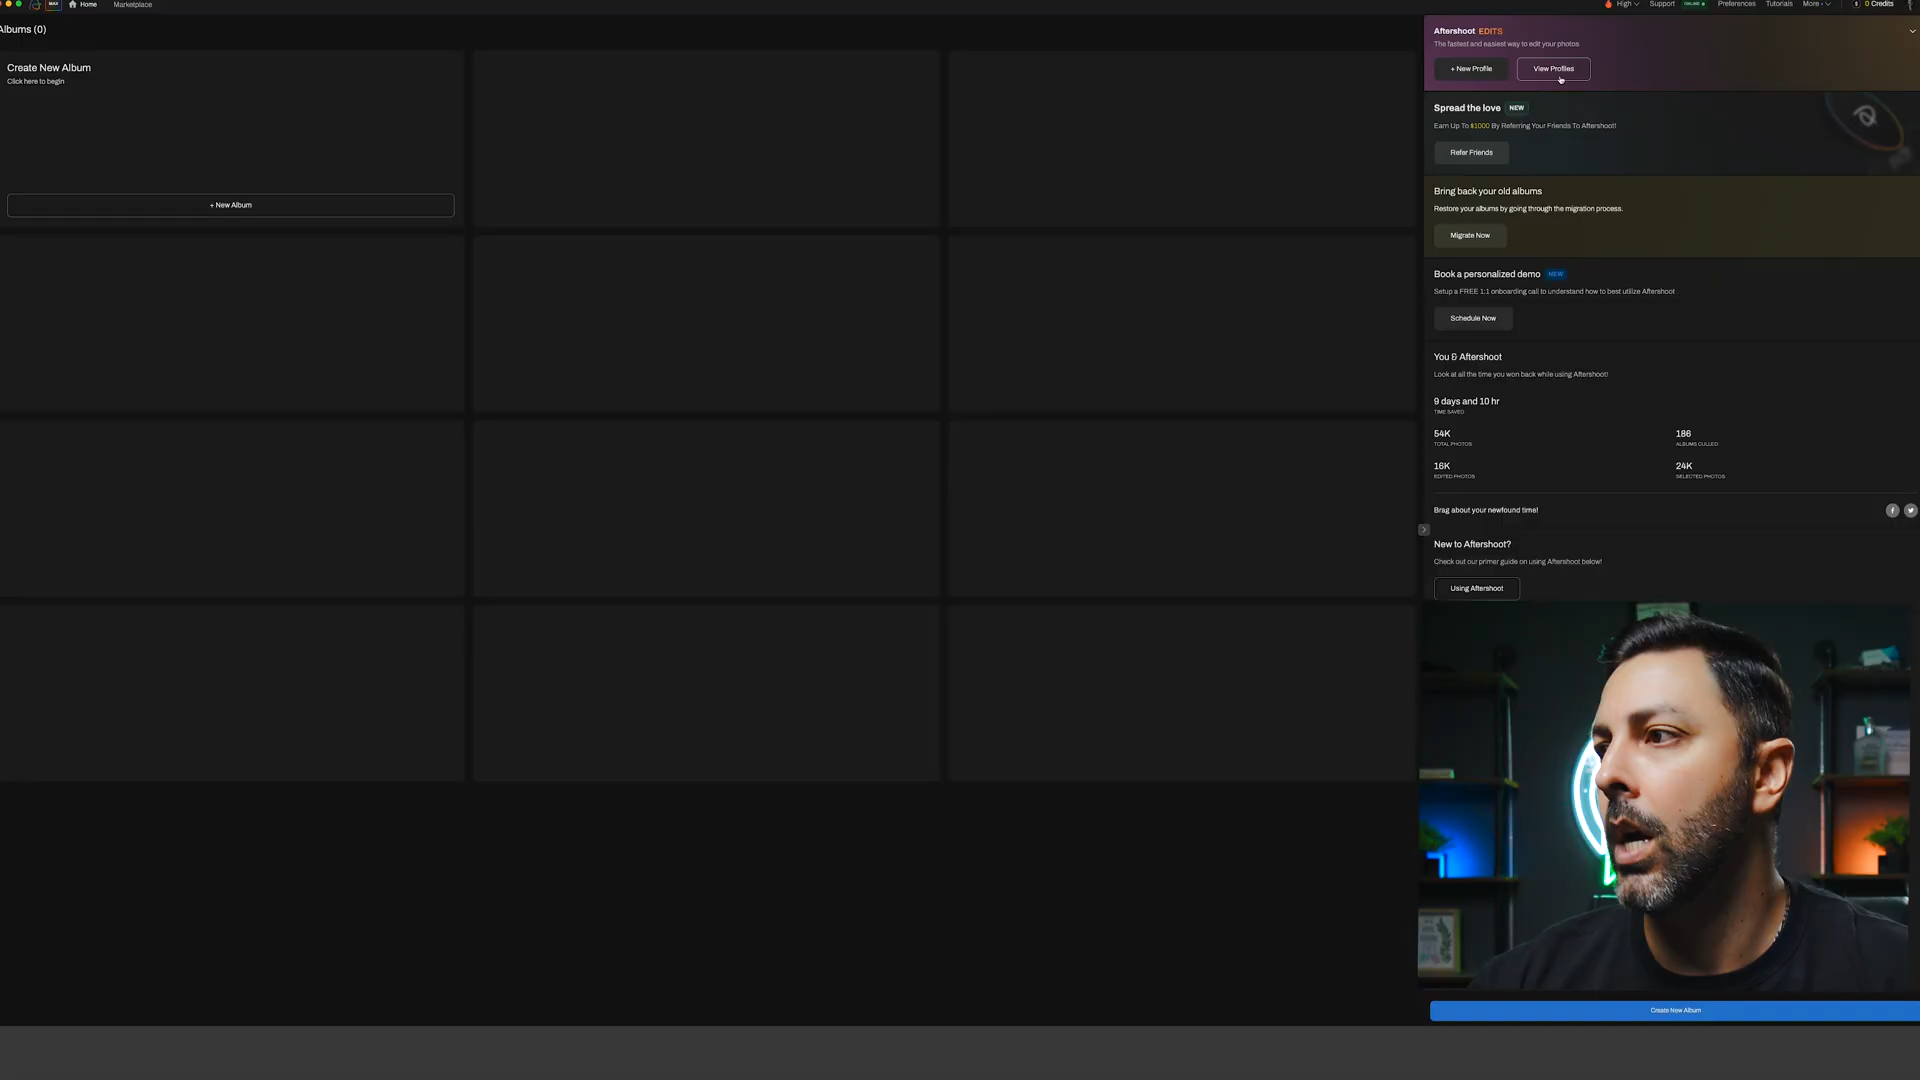 MAX
Home
Marketplace
High
Support
ONLINE
Preferences
Tutorials
More
$
0 Credits
Albums (0)
Create New Album
Click here to begin
+ New Album
Aftershoot EDITS
The fastest and easiest way to edit your photos
+ New Profile
View Profiles
Spread the love NEW
Earn Up To $1000 By Referring Your Friends To Aftershoot!
Refer Friends
Bring back your old albums
Restore your albums by going through the migration process.
Migrate Now
Book a personalized demo NEW
Setup a FREE 1:1 onboarding call to understand how to best utilize Aftershoot
Schedule Now
You & Aftershoot
Look at all the time you won back while using Aftershoot!
9 days and 10 hr
TIME SAVED
54K
TOTAL PHOTOS
186
ALBUMS CULLED
16K
EDITED PHOTOS
24K
SELECTED PHOTOS
Brag about your newfound time!
New to Aftershoot?
Check out our primer guide on using Aftershoot below!
Using Aftershoot
Create New Album